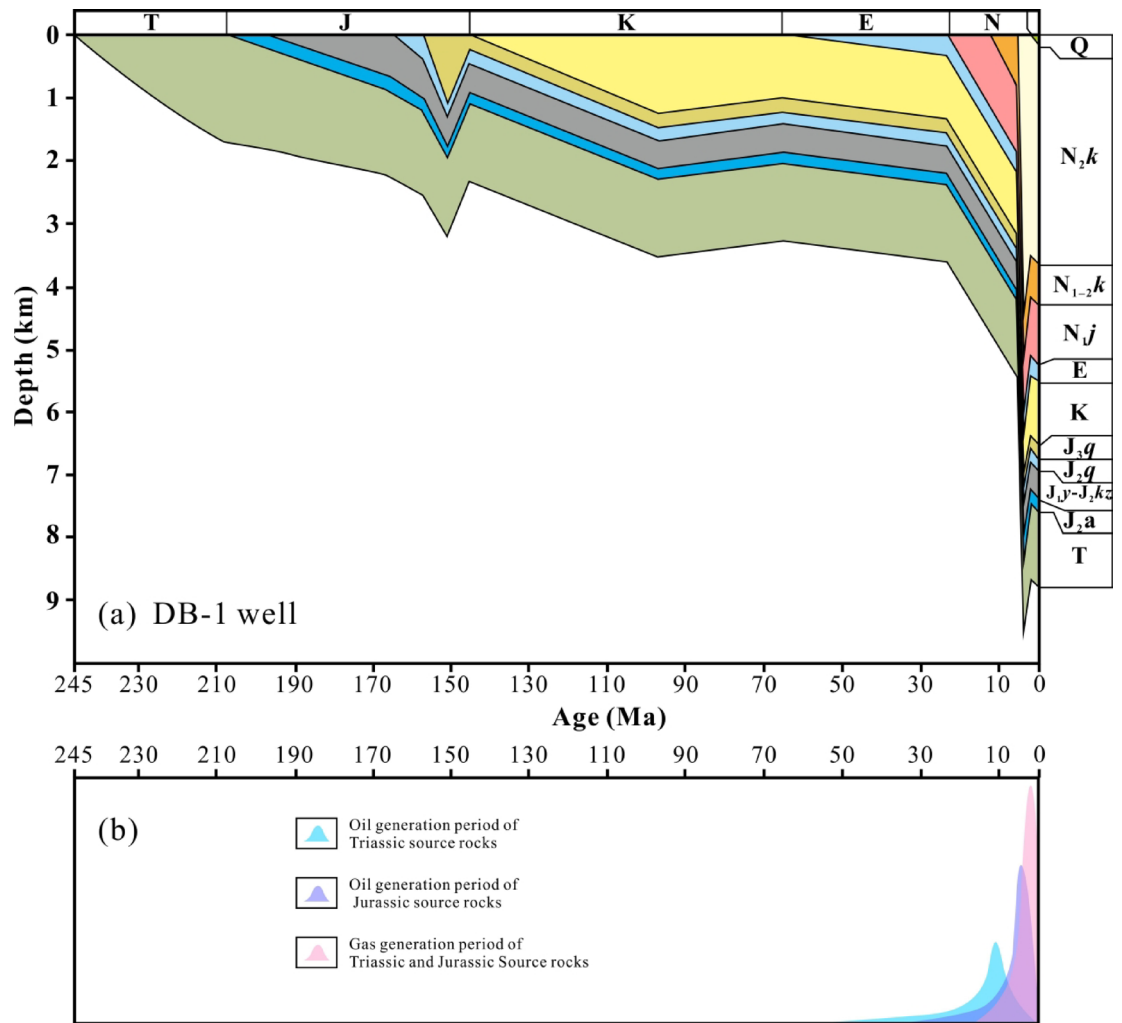 T J K E N
0
1
2
3
4
5
6
7
8
9
Depth (km)
Q
N₂k
N₁₋₂k
N₁j
E
K
J₃q
J₂q
J₁y-J₂kz
J₂a
T
(a) DB-1 well
245 230 210 190 170 150 130 110 90 70 50 30 10 0
Age (Ma)
245 230 210 190 170 150 130 110 90 70 50 30 10 0
(b)
Oil generation period of
Triassic source rocks
Oil generation period of
Jurassic source rocks
Gas generation period of
Triassic and Jurassic Source rocks